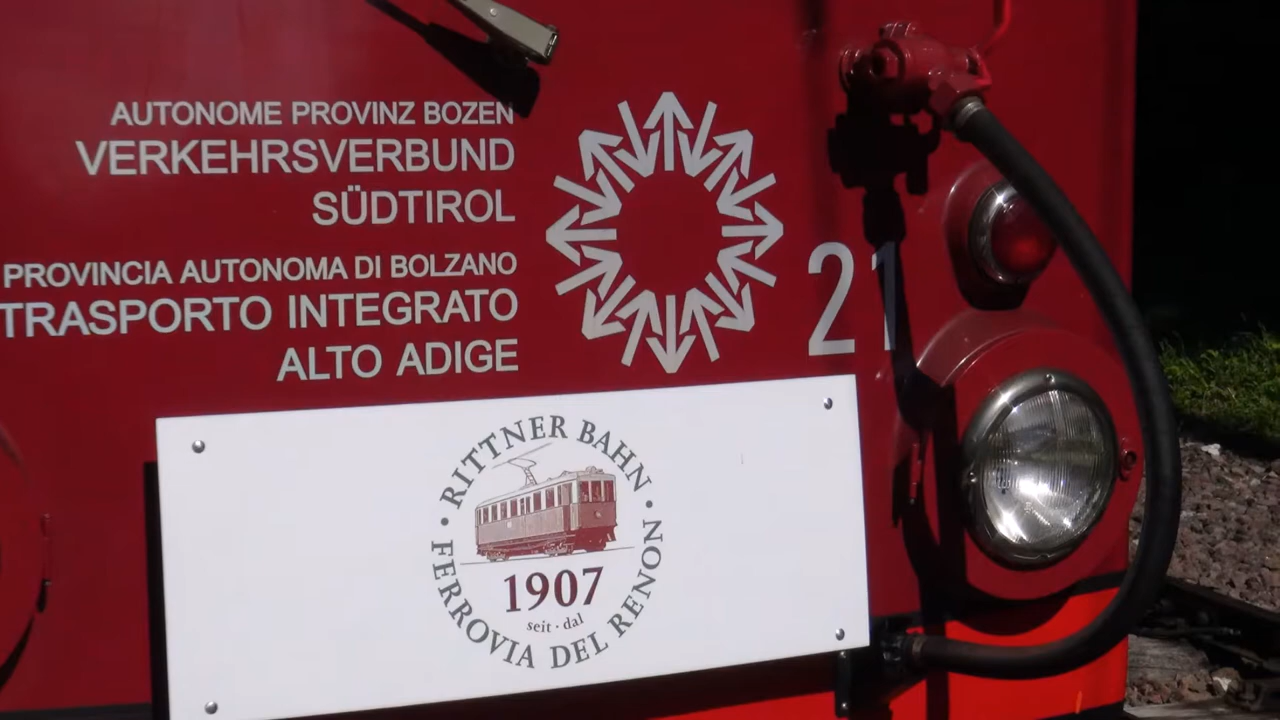 AUTONOME PROVINZ BOZEN
VERKEHRSVERBUND
SÜDTIROL
PROVINCIA AUTONOMA DI BOLZANO
TRASPORTO INTEGRATO
ALTO ADIGE
21
· RITTNER BAHN ·
1907
seit · dal
FERROVIA DEL RENON